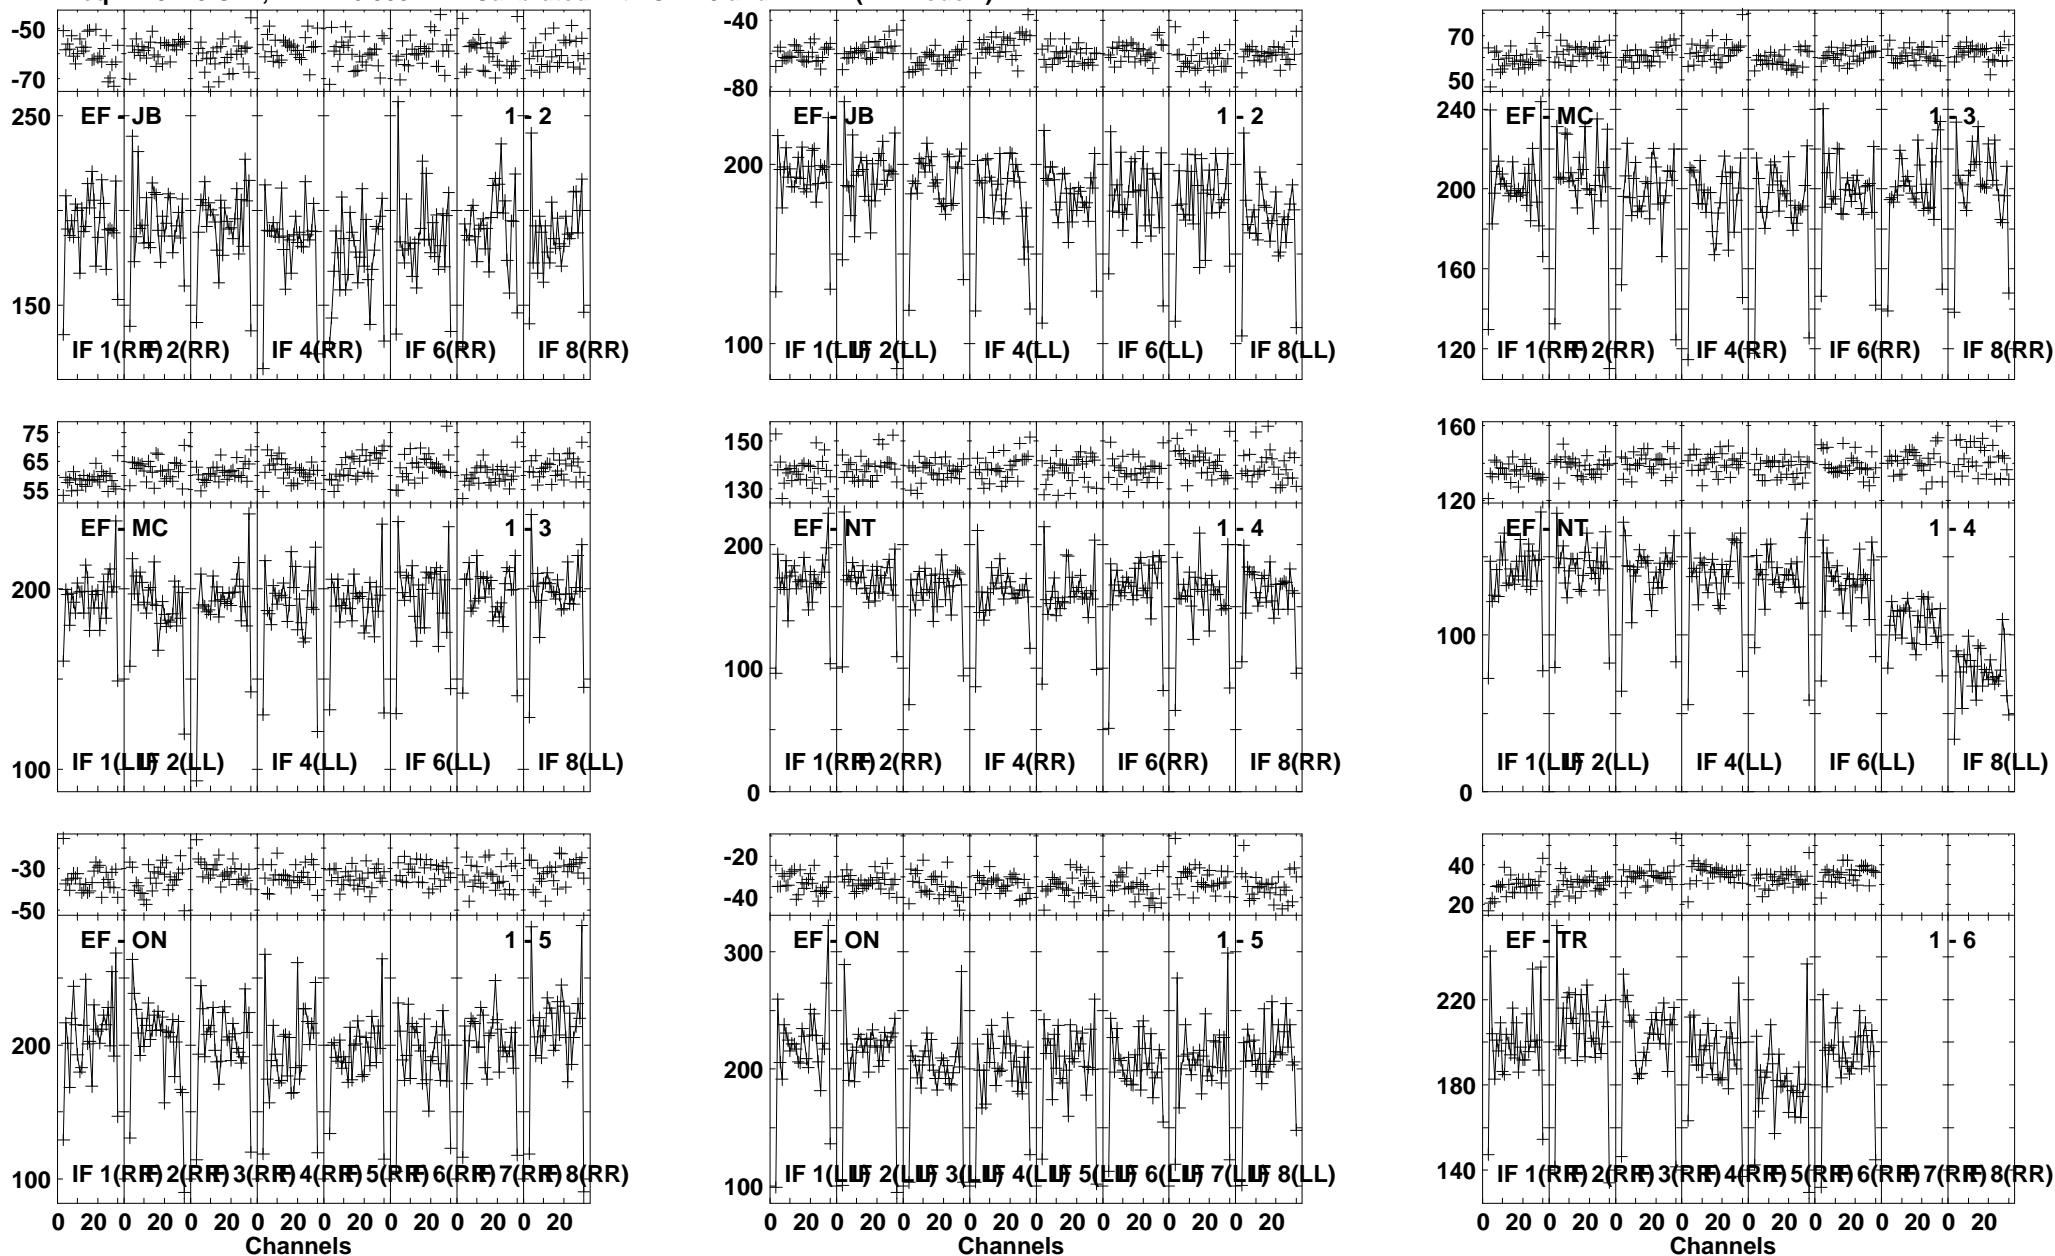 -50
-70
250
150
EF - JB 1 - 2
IF 1(RR) IF 2(RR) IF 4(RR) IF 6(RR) IF 8(RR)
-40
-80
200
100
EF - JB 1 - 2
IF 1(LL) IF 2(LL) IF 4(LL) IF 6(LL) IF 8(LL)
70
50
240
200
160
120
EF - MC 1 - 3
IF 1(RR) IF 2(RR) IF 4(RR) IF 6(RR) IF 8(RR)
75
65
55
200
100
EF - MC 1 - 3
IF 1(LL) IF 2(LL) IF 4(LL) IF 6(LL) IF 8(LL)
150
130
200
100
0
EF - NT 1 - 4
IF 1(RR) IF 2(RR) IF 4(RR) IF 6(RR) IF 8(RR)
160
120
100
0
EF - NT 1 - 4
IF 1(LL) IF 2(LL) IF 4(LL) IF 6(LL) IF 8(LL)
-30
-50
200
100
EF - ON 1 - 5
IF 1(RR) IF 2(RR) IF 3(RR) IF 4(RR) IF 5(RR) IF 6(RR) IF 7(RR) IF 8(RR)
0 20 0 20 0 20 0 20 0 20 0 20 0 20 0 20
Channels
-20
-40
300
200
100
EF - ON 1 - 5
IF 1(LL) IF 2(LL) IF 3(LL) IF 4(LL) IF 5(LL) IF 6(LL) IF 7(LL) IF 8(LL)
0 20 0 20 0 20 0 20 0 20 0 20 0 20 0 20
Channels
40
20
220
180
140
EF - TR 1 - 6
IF 1(RR) IF 2(RR) IF 3(RR) IF 4(RR) IF 5(RR) IF 6(RR) IF 7(RR) IF 8(RR)
0 20 0 20 0 20 0 20 0 20 0 20 0 20 0 20
Channels